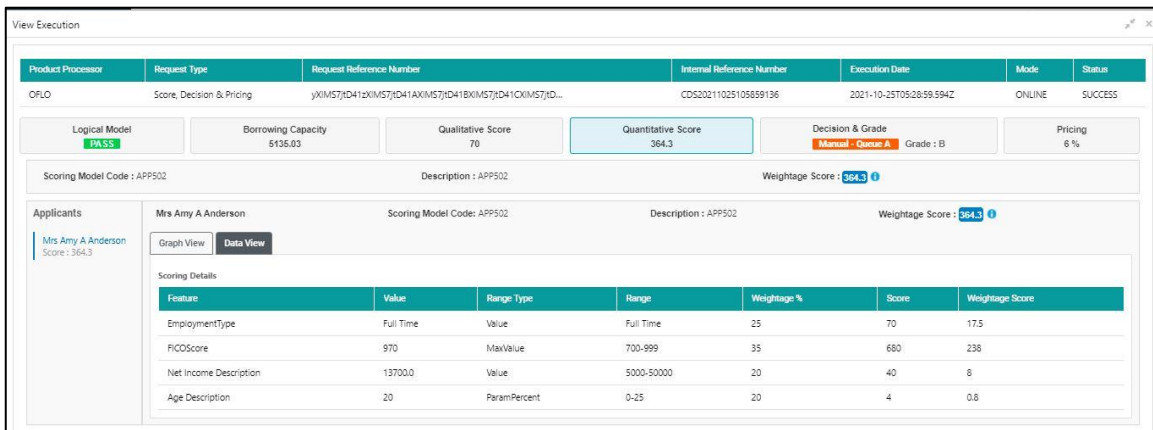 View Execution
Product Processor Request Type Request Reference Number Internal Reference Number Execution Date Mode Status
OFLO Score, Decision & Pricing yXIMS7jtD41zXIMS7jtD41AXIMS7jtD41BXIMS7jtD41CXIMS7jtD... CDS20211025105859136 2021-10-25T05:28:59.594Z ONLINE SUCCESS
Logical Model Borrowing Capacity Qualitative Score Quantitative Score Decision & Grade Pricing
PASS 5135.03 70 364.3 Manual - Queue A Grade : B 6 %
Scoring Model Code : APP502 Description : APP502 Weightage Score : 364.3
Applicants Mrs Amy A Anderson Scoring Model Code: APP502 Description : APP502 Weightage Score : 364.3
Mrs Amy A Anderson Graph View Data View
Score : 364.3
Scoring Details
Feature Value Range Type Range Weightage % Score Weightage Score
EmploymentType Full Time Value Full Time 25 70 17.5
FICOScore 970 MaxValue 700-999 35 680 238
Net Income Description 13700.0 Value 5000-50000 20 40 8
Age Description 20 ParamPercent 0-25 20 4 0.8